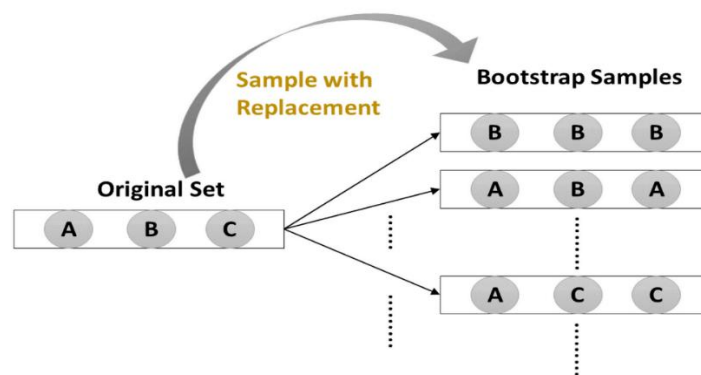 Sample with
Replacement
Bootstrap Samples
B B B
Original Set
A B A
A B C
A C C